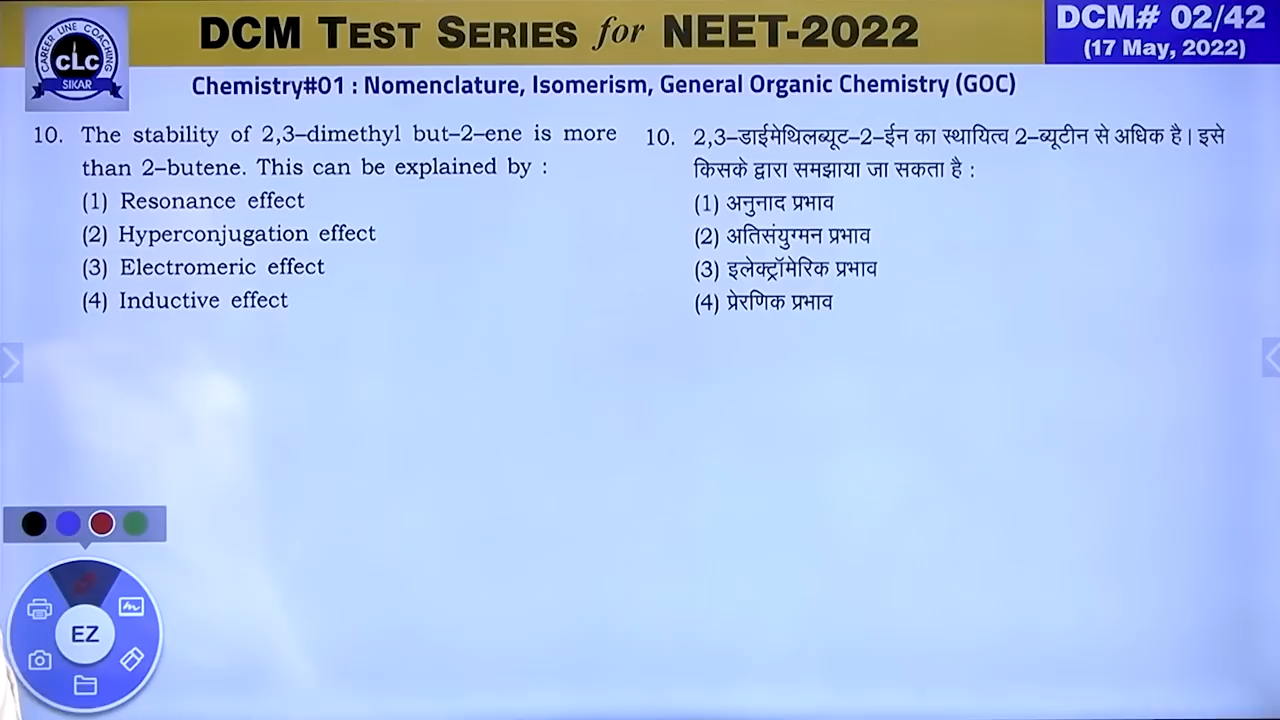 CAREER LINE COACHING
CLC
SIKAR
DCM TEST SERIES for NEET-2022
DCM# 02/42
(17 May, 2022)
Chemistry#01 : Nomenclature, Isomerism, General Organic Chemistry (GOC)
10. The stability of 2,3–dimethyl but–2–ene is more
than 2–butene. This can be explained by :
(1) Resonance effect
(2) Hyperconjugation effect
(3) Electromeric effect
(4) Inductive effect
10. 2,3–डाईमेथिलब्यूट–2–ईन का स्थायित्व 2–ब्यूटीन से अधिक है। इसे
किसके द्वारा समझाया जा सकता है :
(1) अनुनाद प्रभाव
(2) अतिसंयुग्मन प्रभाव
(3) इलेक्ट्रॉमेरिक प्रभाव
(4) प्रेरणिक प्रभाव
EZ